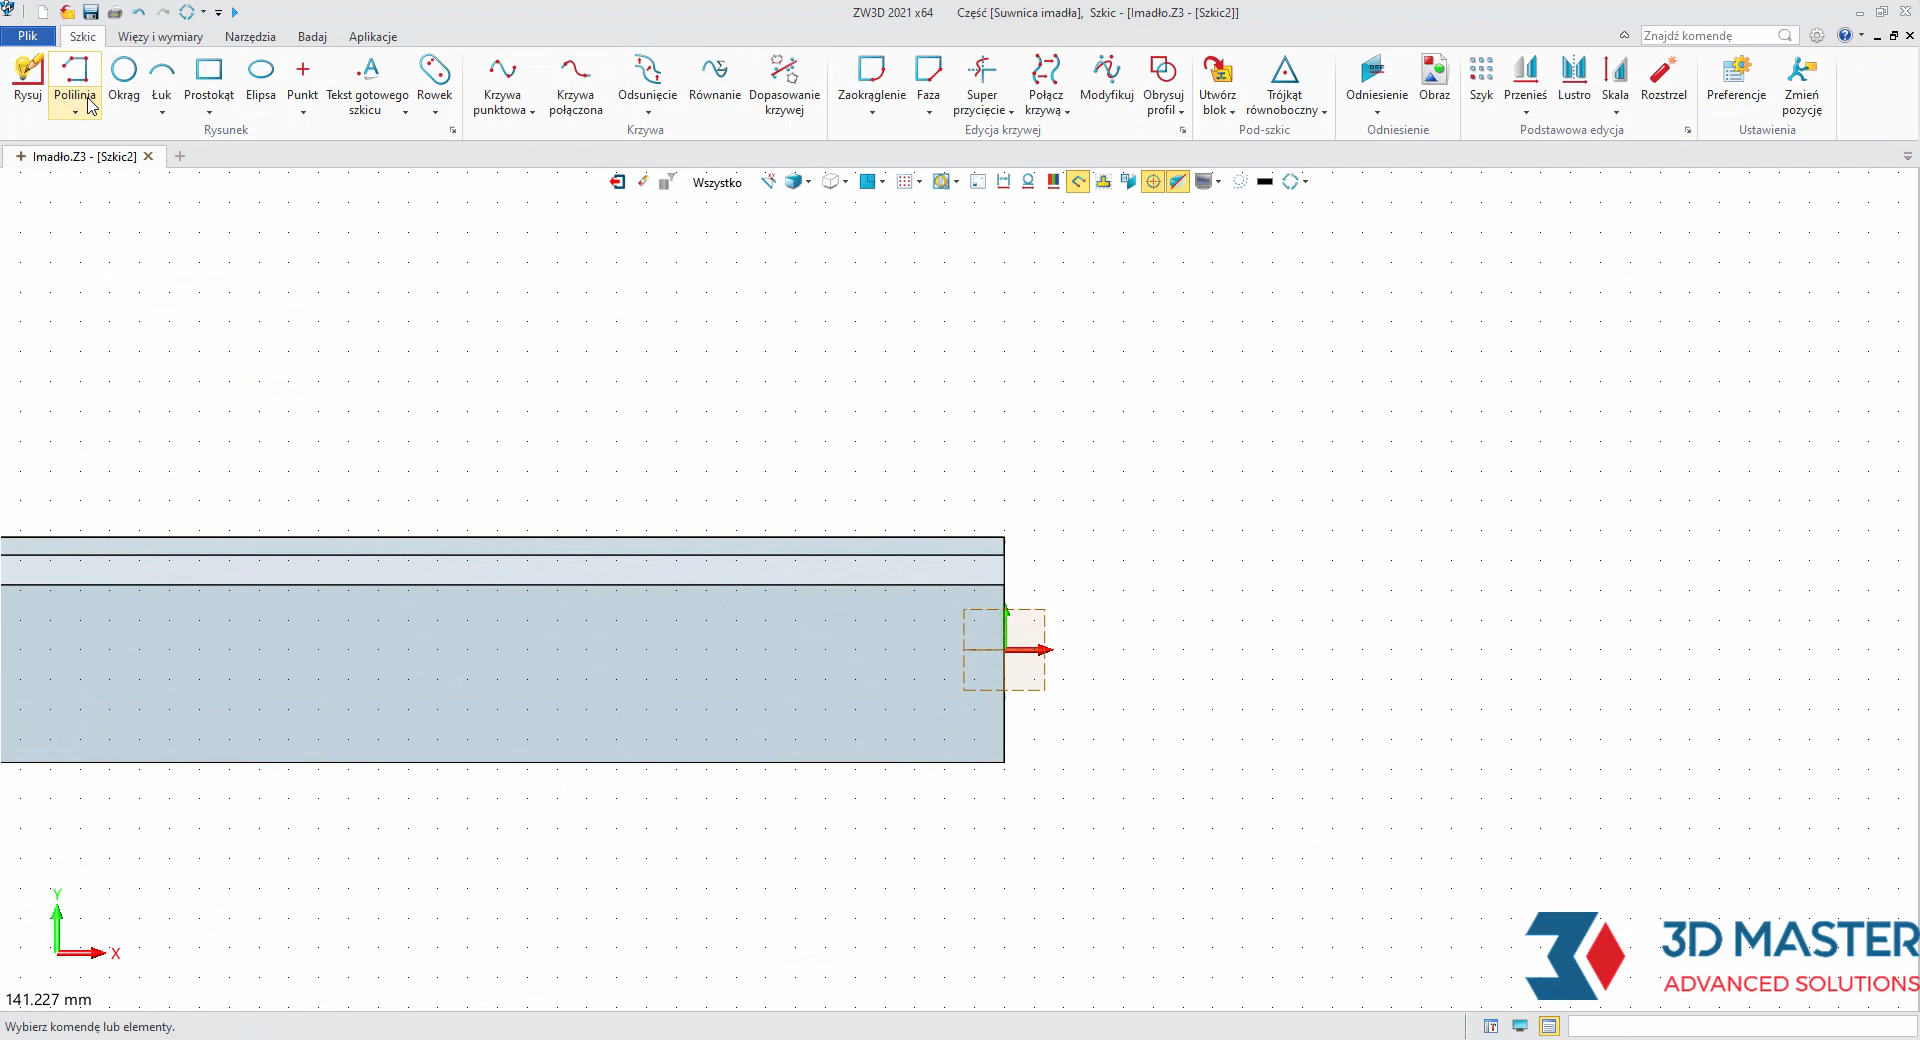 ZW3D 2021 x64 Część [Suwnica imadła], Szkic - [Imadło.Z3 - [Szkic2]]
Plik Szkic Więzy i wymiary Narzędzia Badaj Aplikacje Znajdź komendę
Rysuj Polilinia Okrąg Łuk Prostokąt Elipsa Punkt Tekst gotowego szkicu Rowek Krzywa punktowa Krzywa połączona Odsunięcie Równanie Dopasowanie krzywej Zaokrąglenie Faza Super przycięcie Połącz krzywą Modyfikuj Obrysuj profil Utwórz blok Trójkąt równoboczny Odniesienie Obraz Szyk Przenieś Lustro Skala Rozstrzel Preferencje Zmień pozycję
Rysunek Krzywa Edycja krzywej Pod-szkic Odniesienie Podstawowa edycja Ustawienia
Imadło.Z3 - [Szkic2]
Wszystko
Y
X
3D MASTER
ADVANCED SOLUTIONS
141.227 mm
Wybierz komendę lub elementy.